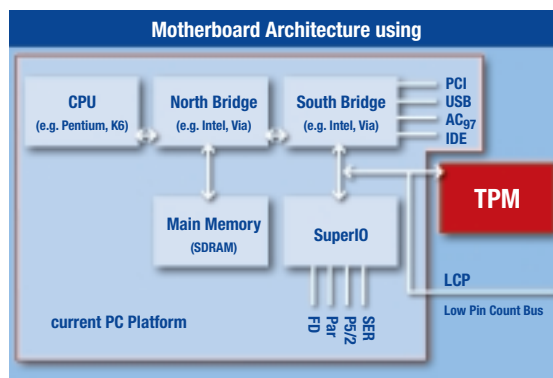 Motherboard Architecture using
CPU
(e.g. Pentium, K6)
North Bridge
(e.g. Intel, Via)
South Bridge
(e.g. Intel, Via)
PCI
USB
AC97
IDE
TPM
Main Memory
(SDRAM)
SuperIO
LCP
Low Pin Count Bus
FD
Par
P5/2
SER
current PC Platform